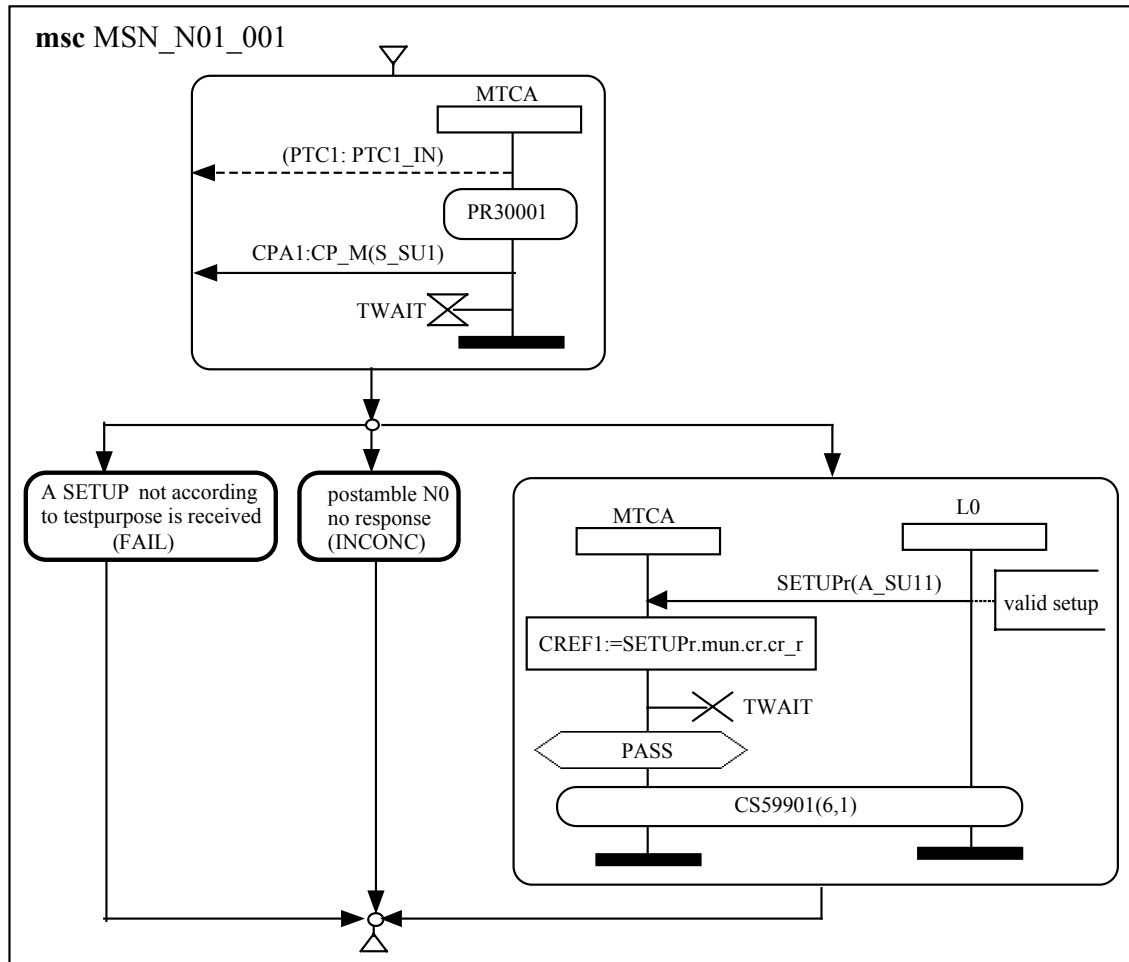 msc MSN_N01_001
MTCA
(PTC1: PTC1_IN)
PR30001
CPA1:CP_M(S_SU1)
TWAIT
A SETUP not according
to testpurpose is received
(FAIL)
postamble N0
no response
(INCONC)
MTCA
L0
SETUPr(A_SU11)
valid setup
CREF1:=SETUPr.mun.cr.cr_r
TWAIT
PASS
CS59901(6,1)